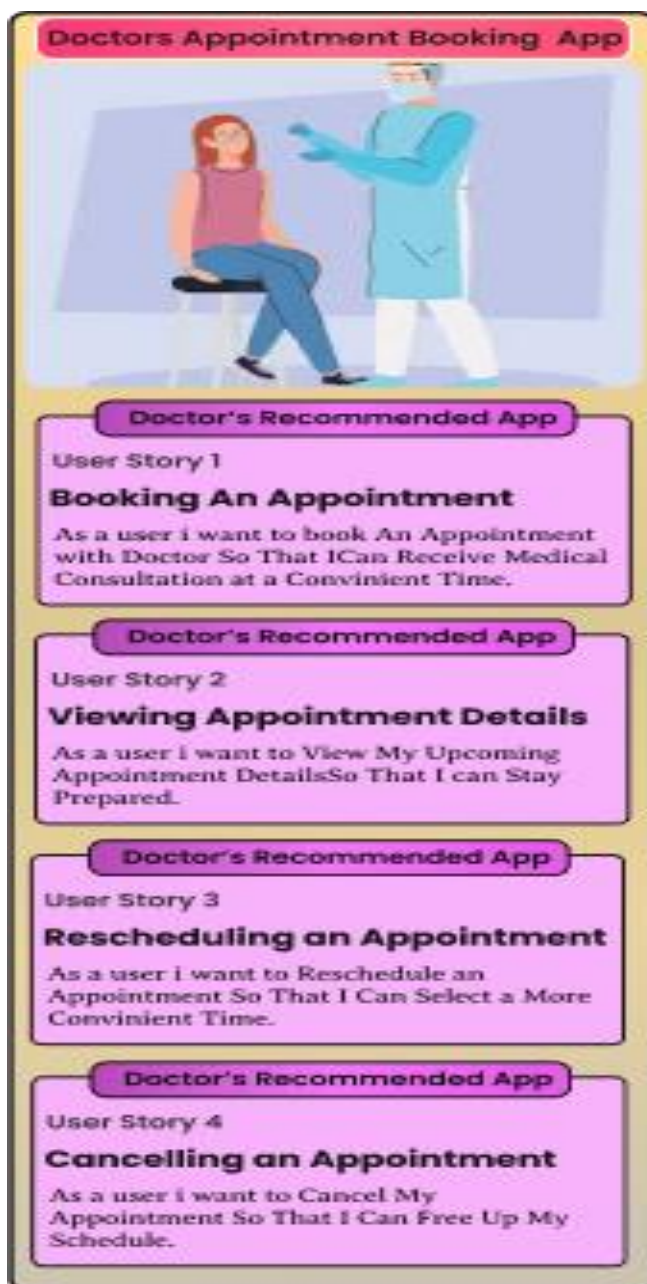 Doctors Appointment Booking App
Doctor's Recommended App
User Story 1
Booking An Appointment
As a user i want to book An Appointment
with Doctor So That ICan Receive Medical
Consultation at a Convinient Time.
Doctor's Recommended App
User Story 2
Viewing Appointment Details
As a user i want to View My Upcoming
Appointment DetailsSo That I can Stay
Prepared.
Doctor's Recommended App
User Story 3
Rescheduling an Appointment
As a user i want to Reschedule an
Appointment So That I Can Select a More
Convinient Time.
Doctor's Recommended App
User Story 4
Cancelling an Appointment
As a user i want to Cancel My
Appointment So That I Can Free Up My
Schedule.